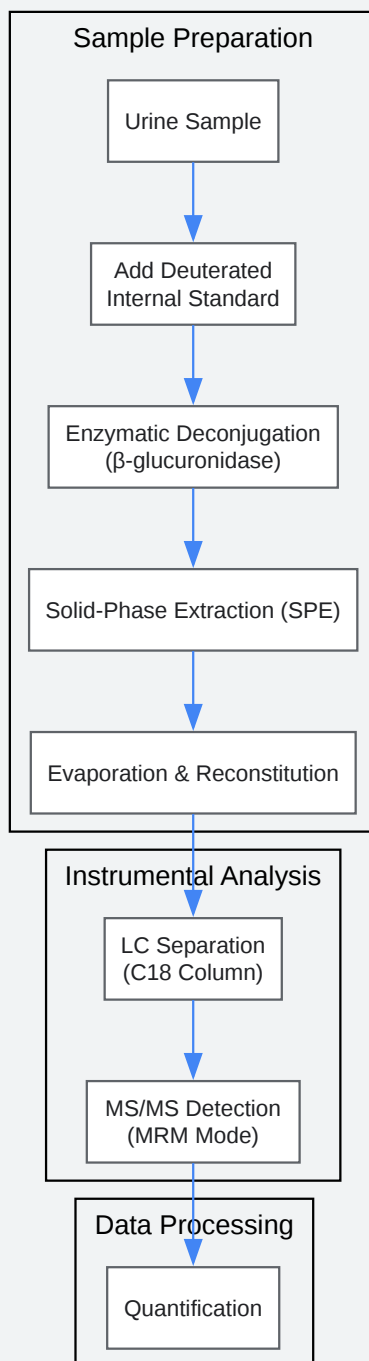 Sample Preparation
Urine Sample
Add Deuterated
Internal Standard
Enzymatic Deconjugation
(β-glucuronidase)
Solid-Phase Extraction (SPE)
Evaporation & Reconstitution
Instrumental Analysis
LC Separation
(C18 Column)
MS/MS Detection
(MRM Mode)
Data Processing
Quantification